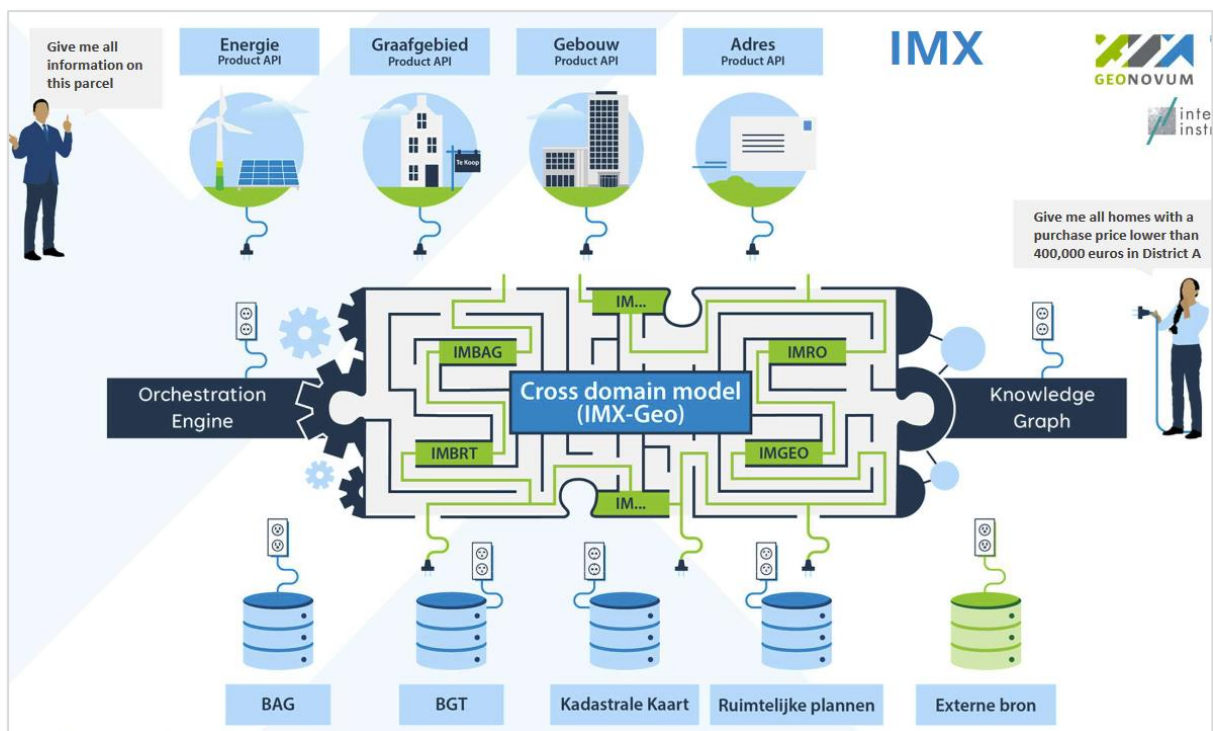 Give me all
information on
this parcel
Energie
Product API
Graafgebied
Product API
Gebouw
Product API
Adres
Product API
IMX
GEONOVUM
Te Koop
Give me all homes with a
purchase price lower than
400,000 euros in District A
IM...
IMBAG
IMRO
Orchestration
Engine
Cross domain model
(IMX-Geo)
Knowledge
Graph
IMBRT
IMGEO
IM...
BAG
BGT
Kadastrale Kaart
Ruimtelijke plannen
Externe bron